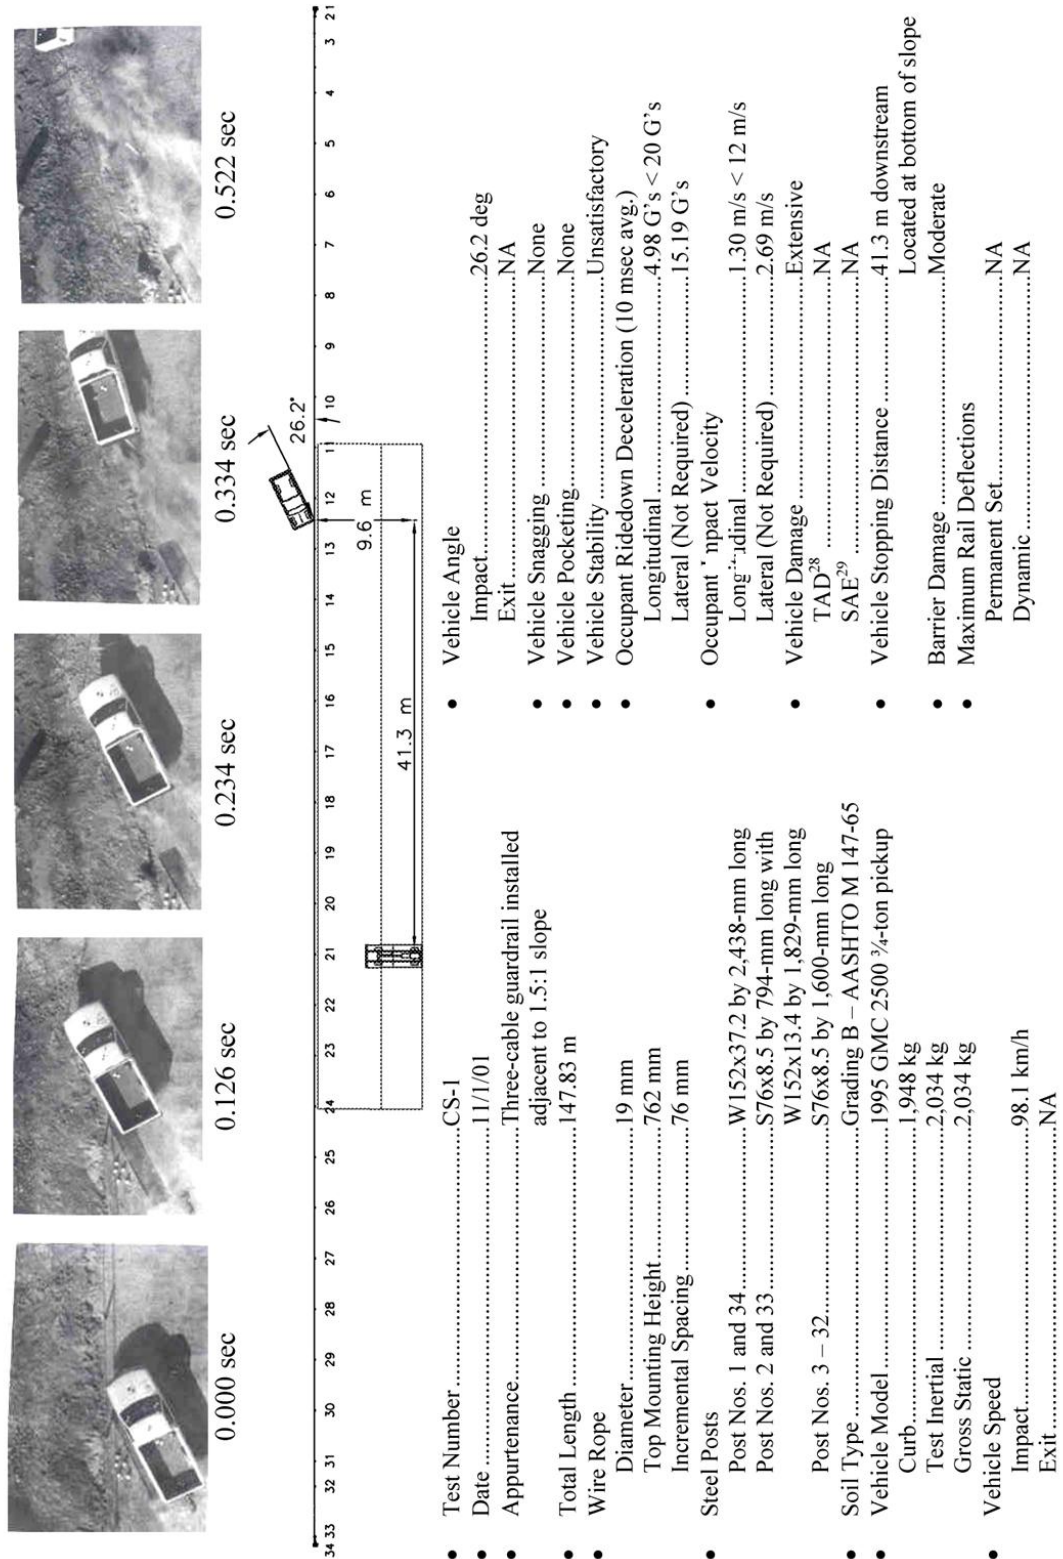 0.000 sec
0.126 sec
0.234 sec
0.334 sec
0.522 sec
34 33 32 31 30 29 28 27 26 25 24 23 22 21 20 19 18 17 16 15 14 13 12 11 10 9 8 7 6 5 4 3 2 1
26.2°
9.6 m
41.3 m
• Test Number..........CS-1
• Date..........11/1/01
• Appurtenance..........Three-cable guardrail installed
adjacent to 1.5:1 slope
• Total Length..........147.83 m
• Wire Rope
Diameter..........19 mm
Top Mounting Height..........762 mm
Incremental Spacing..........76 mm
• Steel Posts
Post Nos. 1 and 34..........W152x37.2 by 2,438-mm long
Post Nos. 2 and 33..........S76x8.5 by 794-mm long with
W152x13.4 by 1,829-mm long
Post Nos. 3 – 32..........S76x8.5 by 1,600-mm long
• Soil Type..........Grading B – AASHTO M 147-65
• Vehicle Model..........1995 GMC 2500 ¾-ton pickup
Curb..........1,948 kg
Test Inertial..........2,034 kg
Gross Static..........2,034 kg
• Vehicle Speed
Impact..........98.1 km/h
Exit..........NA
• Vehicle Angle
Impact..........26.2 deg
Exit..........NA
• Vehicle Snagging..........None
• Vehicle Pocketing..........None
• Vehicle Stability..........Unsatisfactory
• Occupant Ridedown Deceleration (10 msec avg.)
Longitudinal..........4.98 G's < 20 G's
Lateral (Not Required)..........15.19 G's
• Occupant Velocity
1.30 m/s < 12 m/s
Lateral (Not Required)..........2.69 m/s
• Vehicle Damage..........Extensive
TAD28..........NA
SAE29..........NA
• Vehicle Stopping Distance..........41.3 m downstream
Located at bottom of slope
• Barrier Damage..........Moderate
• Maximum Rail Deflections
Permanent Set..........NA
Dynamic..........NA